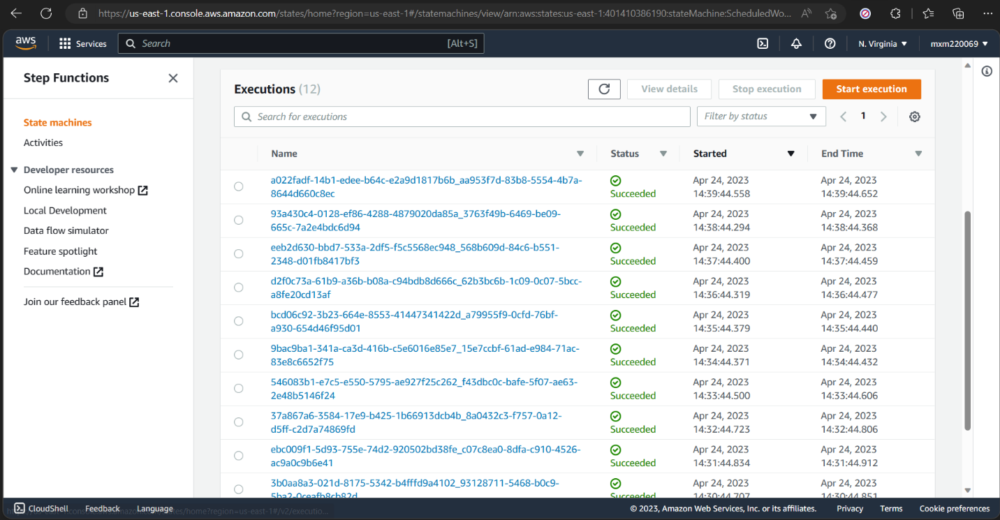 https://us-east-1.console.aws.amazon.com/states/home?region=us-east-1#/statemachines/view/arn:aws:states:us-east-1:401410386190:stateMachine:ScheduledWo...
aws
Services
Search
[Alt+S]
N. Virginia
mxm220069
Step Functions
State machines
Activities
Developer resources
Online learning workshop
Local Development
Data flow simulator
Feature spotlight
Documentation
Join our feedback panel
Executions (12)
View details
Stop execution
Start execution
Search for executions
Filter by status
1
Name
Status
Started
End Time
a022fadf-14b1-edee-b64c-e2a9d1817b6b_aa953f7d-83b8-5554-4b7a-
8644d660c8ec
Succeeded
Apr 24, 2023
14:39:44.558
Apr 24, 2023
14:39:44.652
93a430c4-0128-ef86-4288-4879020da85a_3763f49b-6469-be09-
665c-7a2e4bdc6d94
Succeeded
Apr 24, 2023
14:38:44.294
Apr 24, 2023
14:38:44.368
eeb2d630-bbd7-533a-2df5-f5c5568ec948_568b609d-84c6-b551-
2348-d01fb8417bf3
Succeeded
Apr 24, 2023
14:37:44.400
Apr 24, 2023
14:37:44.459
d2f0c73a-61b9-a36b-b08a-c94bdb8d666c_62b3bc6b-1c09-0c07-5bcc-
a8fe20cd13af
Succeeded
Apr 24, 2023
14:36:44.319
Apr 24, 2023
14:36:44.477
bcd06c92-3b23-664e-8553-41447341422d_a79955f9-0cfd-76bf-
a930-654d46f95d01
Succeeded
Apr 24, 2023
14:35:44.379
Apr 24, 2023
14:35:44.440
9bac9ba1-341a-ca3d-416b-c5e6016e85e7_15e7ccbf-61ad-e984-71ac-
83e8c6652f75
Succeeded
Apr 24, 2023
14:34:44.371
Apr 24, 2023
14:34:44.432
546083b1-e7c5-e550-5795-ae927f25c262_f43dbc0c-bafe-5f07-ae63-
2e48b5146f24
Succeeded
Apr 24, 2023
14:33:44.500
Apr 24, 2023
14:33:44.606
37a867a6-3584-17e9-b425-1b66913dcb4b_8a0432c3-f757-0a12-
d5ff-c2d7a74869fd
Succeeded
Apr 24, 2023
14:32:44.723
Apr 24, 2023
14:32:44.806
ebc009f1-5d93-755e-74d2-920502bd38fe_c07c8ea0-8dfa-c910-4526-
ac9a0c9b6e41
Succeeded
Apr 24, 2023
14:31:44.834
Apr 24, 2023
14:31:44.912
3b0aa8a3-021d-8175-5342-b4fffd9a4102_93128711-5468-b0c9-
5ba2-0ceafb8cb82d
Succeeded
Apr 24, 2023
14:30:44.707
Apr 24, 2023
14:30:44.851
CloudShell
Feedback
Language
© 2023, Amazon Web Services, Inc. or its affiliates.
Privacy
Terms
Cookie preferences